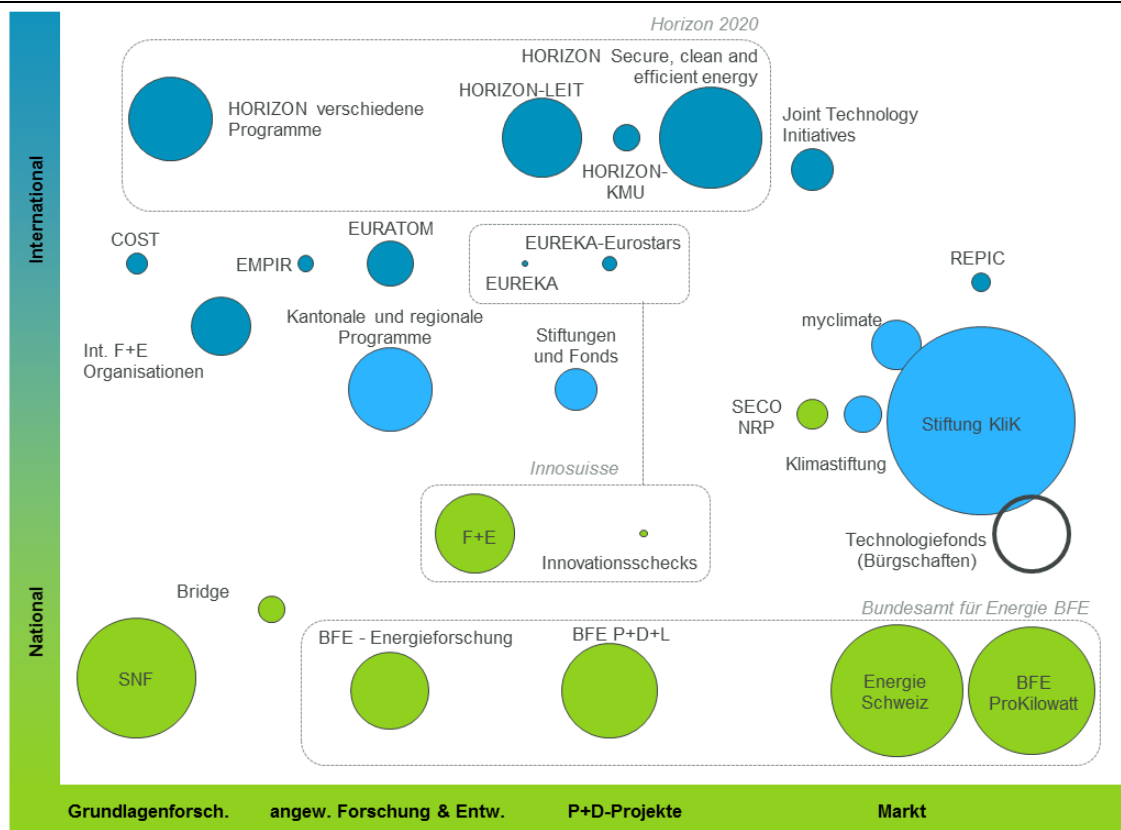 Horizon 2020
HORIZON Secure, clean and
efficient energy
HORIZON-LEIT
HORIZON verschiedene
Programme
Joint Technology
Initiatives
HORIZON-
KMU
International
COST
EMPIR
EURATOM
EUREKA-Eurostars
EUREKA
REPIC
Kantonale und regionale
Programme
Int. F+E
Organisationen
Stiftungen
und Fonds
myclimate
SECO
NRP
Stiftung KliK
Klimastiftung
Innosuisse
F+E
Innovationsschecks
Technologiefonds
(Bürgschaften)
National
Bridge
Bundesamt für Energie BFE
SNF
BFE - Energieforschung
BFE P+D+L
Energie
Schweiz
BFE
ProKilowatt
Grundlagenforsch.
angew. Forschung & Entw.
P+D-Projekte
Markt